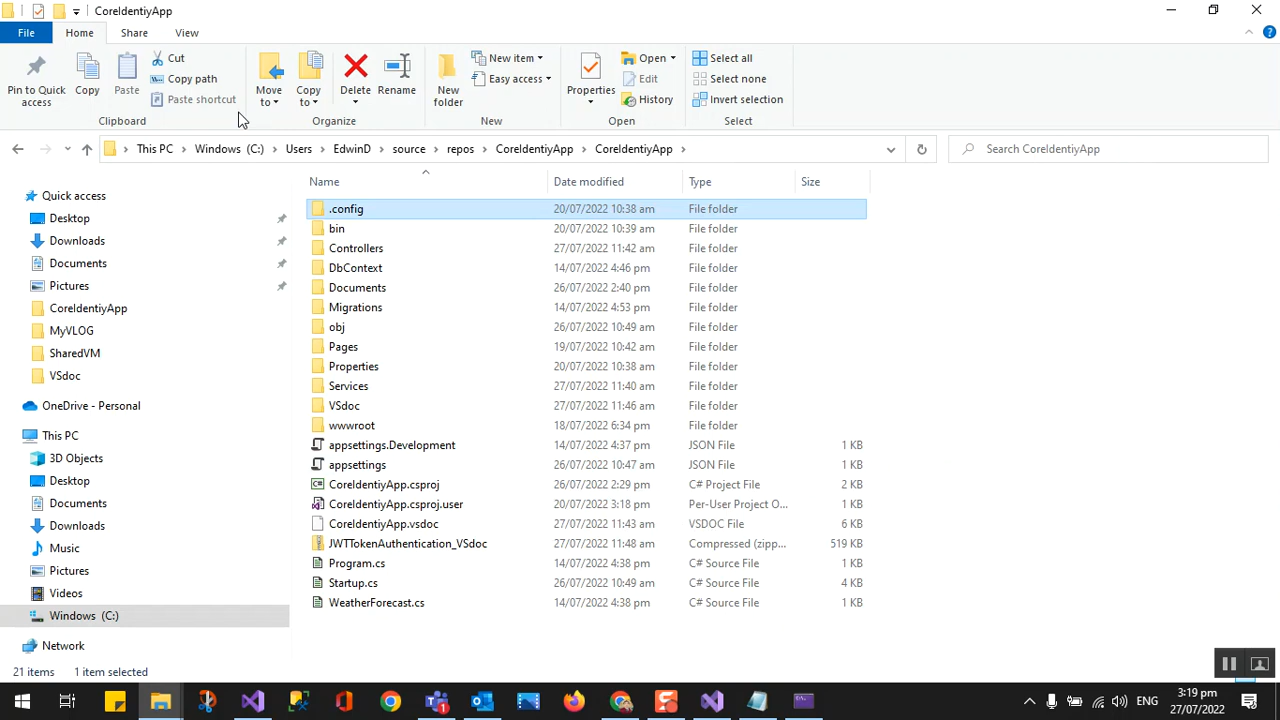 CoreIdentiyApp
File Home Share View
Pin to Quick access
Copy
Paste
Cut
Copy path
Paste shortcut
Clipboard
Move to
Copy to
Delete
Rename
Organize
New folder
New item
Easy access
New
Properties
Open
Edit
History
Open
Select all
Select none
Invert selection
Select
This PC Windows (C:) Users EdwinD source repos CoreIdentiyApp CoreIdentiyApp
Search CoreIdentiyApp
Quick access
Desktop
Downloads
Documents
Pictures
CoreIdentiyApp
MyVLOG
SharedVM
VSdoc
OneDrive - Personal
This PC
3D Objects
Desktop
Documents
Downloads
Music
Pictures
Videos
Windows (C:)
Network
Name Date modified Type Size
.config 20/07/2022 10:38 am File folder
bin 20/07/2022 10:39 am File folder
Controllers 27/07/2022 11:42 am File folder
DbContext 14/07/2022 4:46 pm File folder
Documents 26/07/2022 2:40 pm File folder
Migrations 14/07/2022 4:53 pm File folder
obj 26/07/2022 10:49 am File folder
Pages 19/07/2022 10:42 am File folder
Properties 20/07/2022 10:38 am File folder
Services 27/07/2022 11:40 am File folder
VSdoc 27/07/2022 11:46 am File folder
wwwroot 18/07/2022 6:34 pm File folder
appsettings.Development 14/07/2022 4:37 pm JSON File 1 KB
appsettings 26/07/2022 10:47 am JSON File 1 KB
CoreIdentiyApp.csproj 26/07/2022 2:29 pm C# Project File 2 KB
CoreIdentiyApp.csproj.user 20/07/2022 3:18 pm Per-User Project O... 1 KB
CoreIdentiyApp.vsdoc 27/07/2022 11:43 am VSDOC File 6 KB
JWTTokenAuthentication_VSdoc 27/07/2022 11:48 am Compressed (zipp... 519 KB
Program.cs 14/07/2022 4:38 pm C# Source File 1 KB
Startup.cs 26/07/2022 10:49 am C# Source File 4 KB
WeatherForecast.cs 14/07/2022 4:38 pm C# Source File 1 KB
21 items 1 item selected
ENG
3:19 pm
27/07/2022